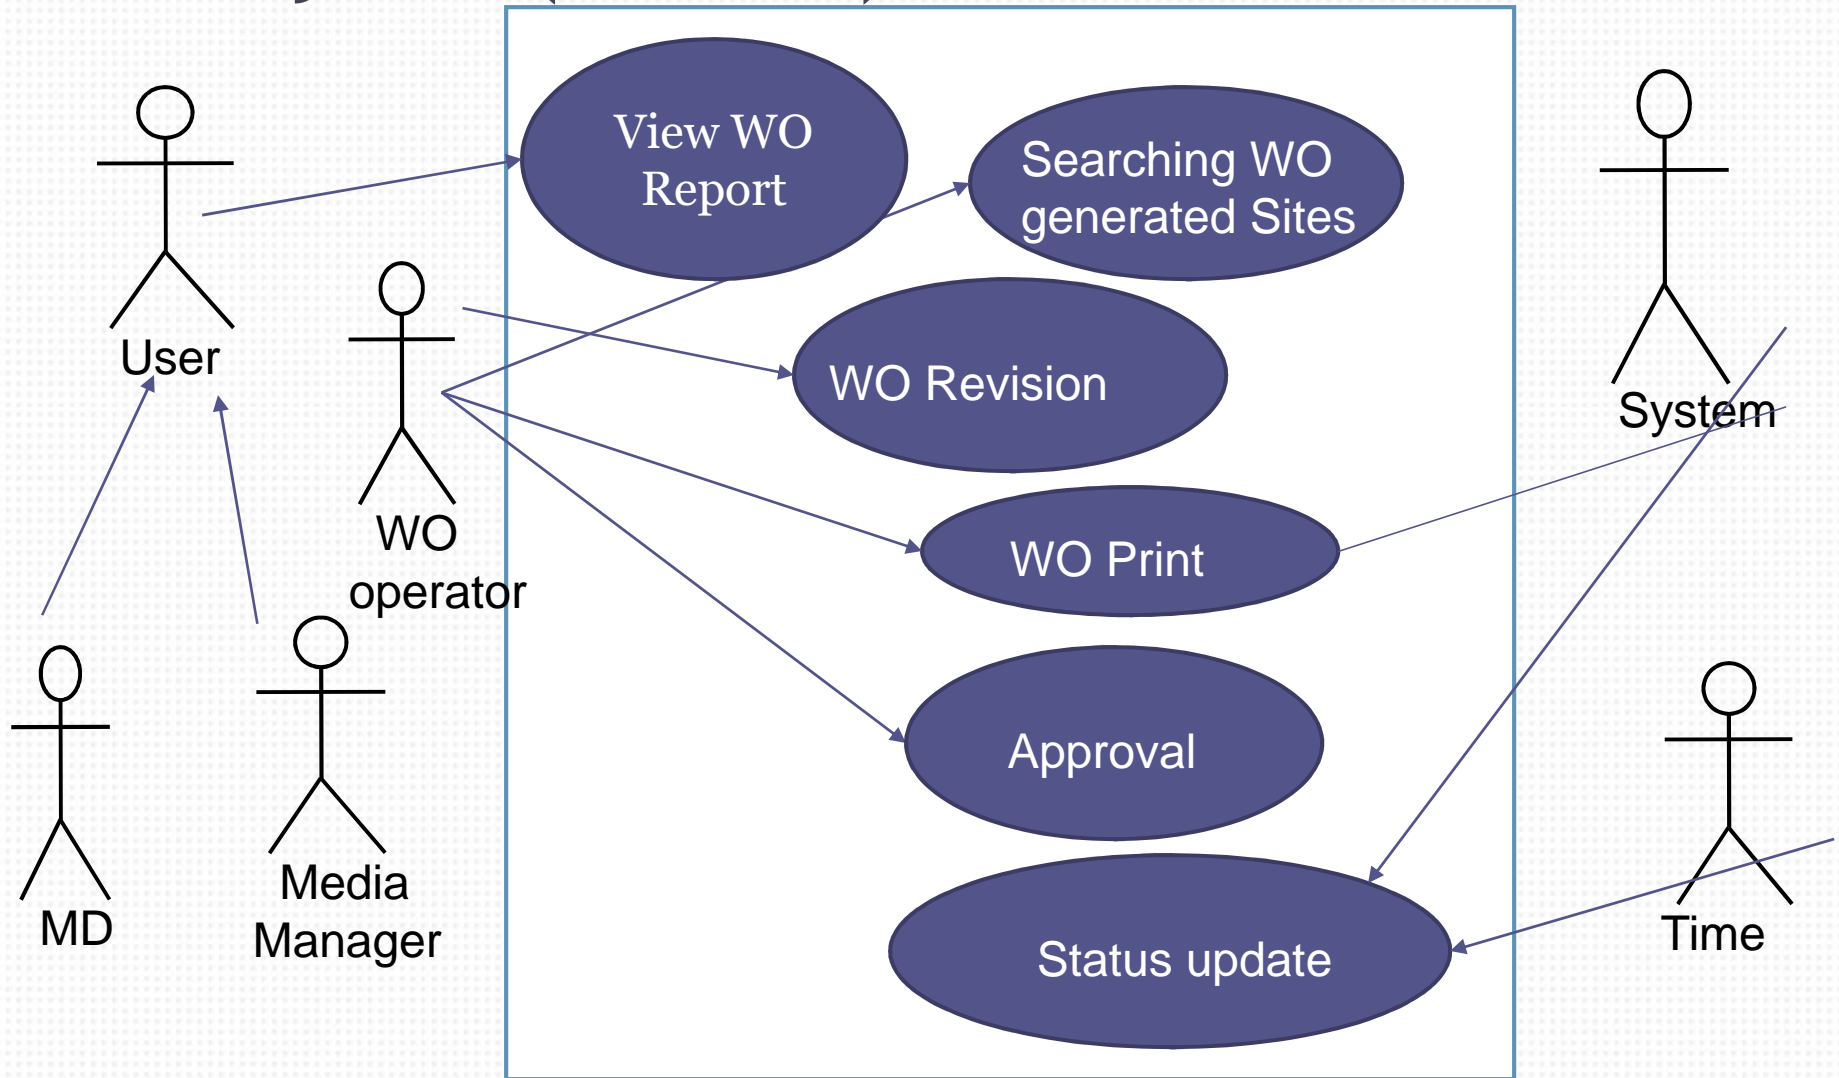 View WO
Report
Searching WO
generated Sites
User
WO Revision
System
WO
operator
WO Print
Approval
Media
Manager
MD
Time
Status update